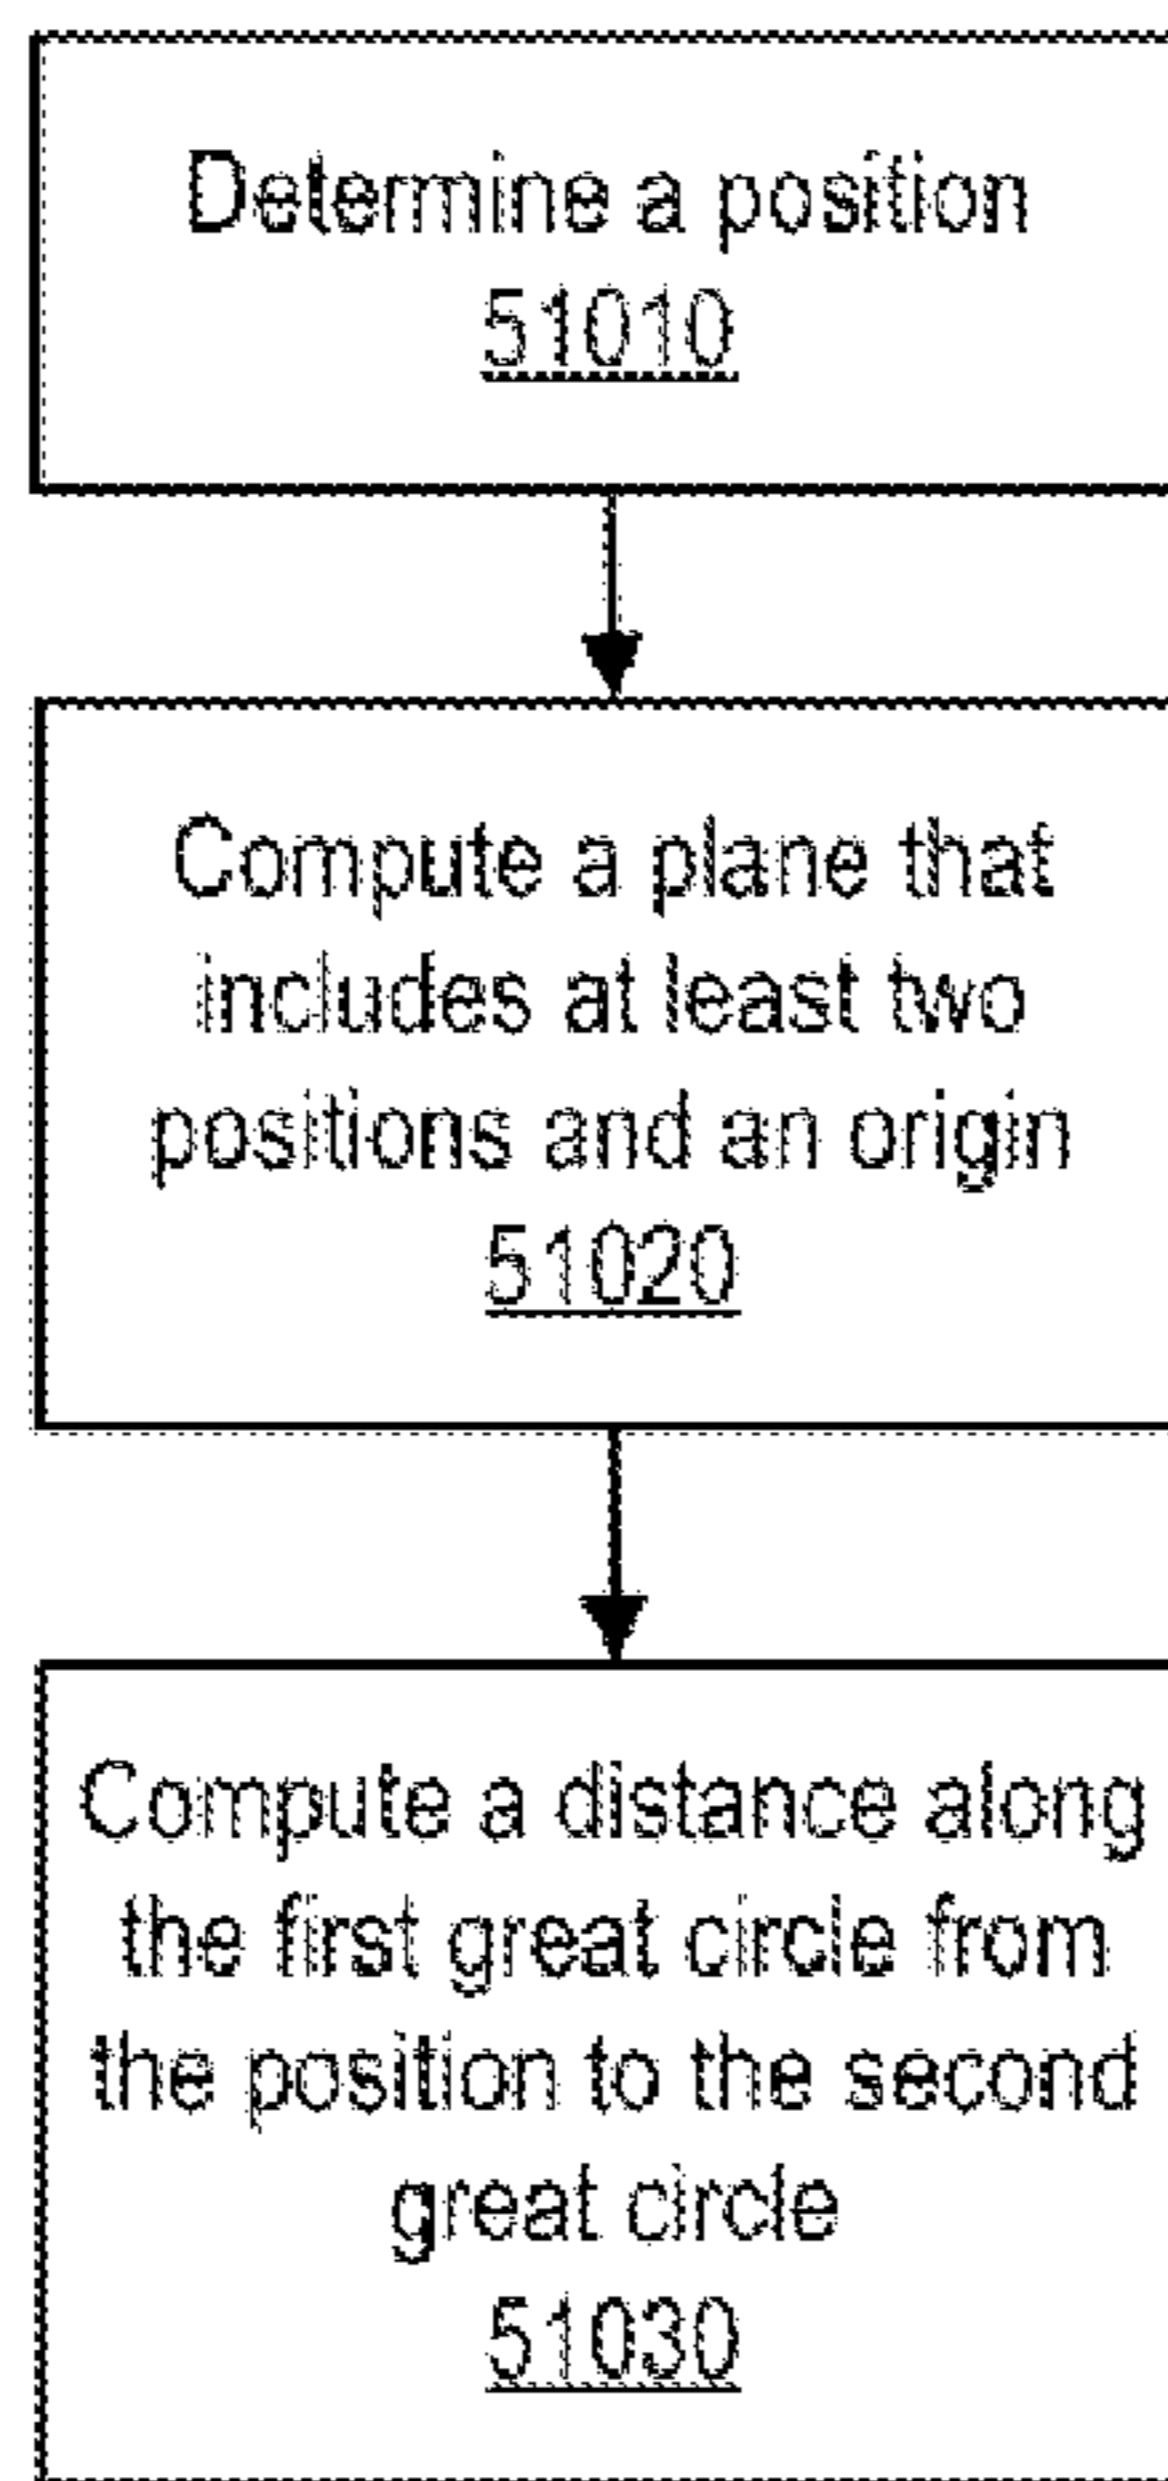 Determine a position
51010
Compute a plane that
includes at least two
positions and an origin
51020
Compute a distance along
the first great circle from
the position to the second
great circle
51030